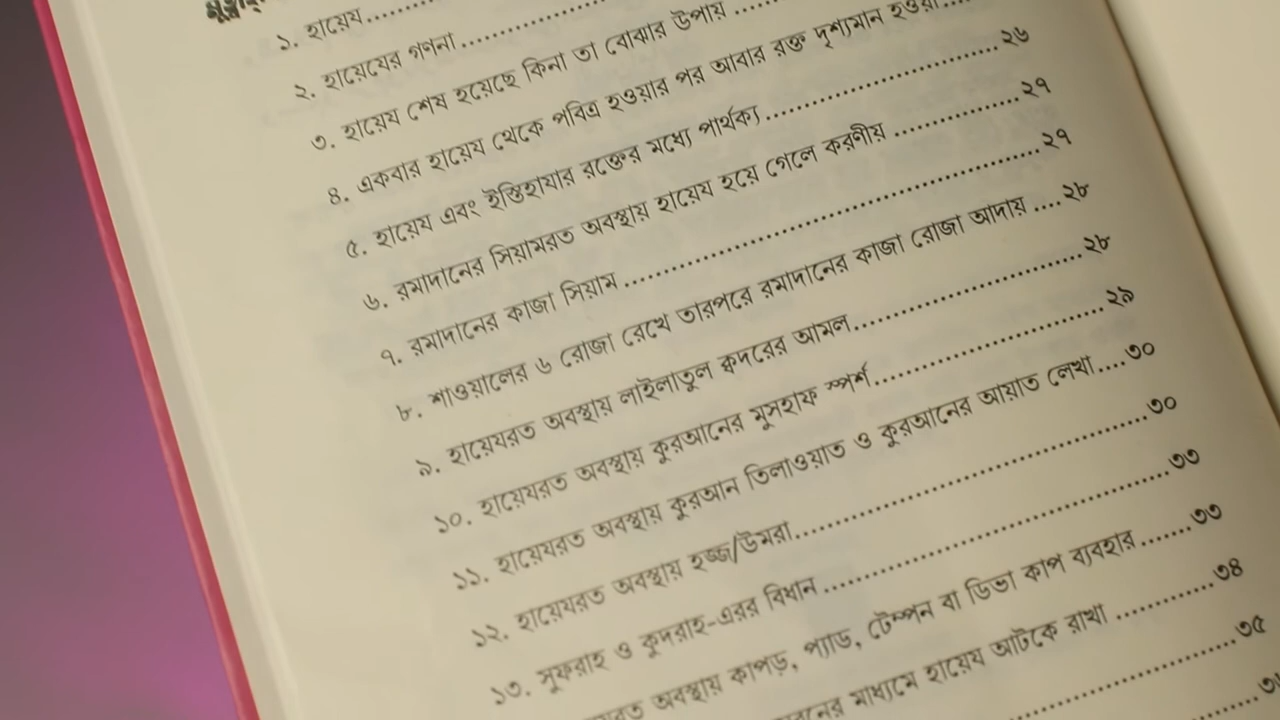 ১. হায়েয..................
২. হায়েযের গণনা..................
৩. হায়েয শেষ হয়েছে কিনা তা বোঝার উপায় ..........
৪. একবার হায়েয থেকে পবিত্র হওয়ার পর আবার রক্ত দৃশ্যমান হওয়া....
৫. হায়েয এবং ইস্তিহাযার রক্তের মধ্যে পার্থক্য..........................২৬
৬. রমাদানের সিয়ামরত অবস্থায় হায়েয হয়ে গেলে করণীয় ..............২৭
৭. রমাদানের কাজা সিয়াম ..................................................২৭
৮. শাওয়ালের ৬ রোজা রেখে তারপরে রমাদানের কাজা রোজা আদায় ....২৮
৯. হায়েযরত অবস্থায় লাইলাতুল ক্বদরের আমল..........................২৮
১০. হায়েযরত অবস্থায় কুরআনের মুসহাফ স্পর্শ..........................২৯
১১. হায়েযরত অবস্থায় কুরআন তিলাওয়াত ও কুরআনের আয়াত লেখা....৩০
১২. হায়েযরত অবস্থায় হজ্জ/উমরা........................................৩০
১৩. সুফরাহ ও কুদরাহ-এরর বিধান ........................................৩৩
অবস্থায় কাপড়, প্যাড, টেম্পন বা ডিভা কাপ ব্যবহার.......৩৩
মাধ্যমে হায়েয আটকে রাখা ............৩৪
..........................৩৫